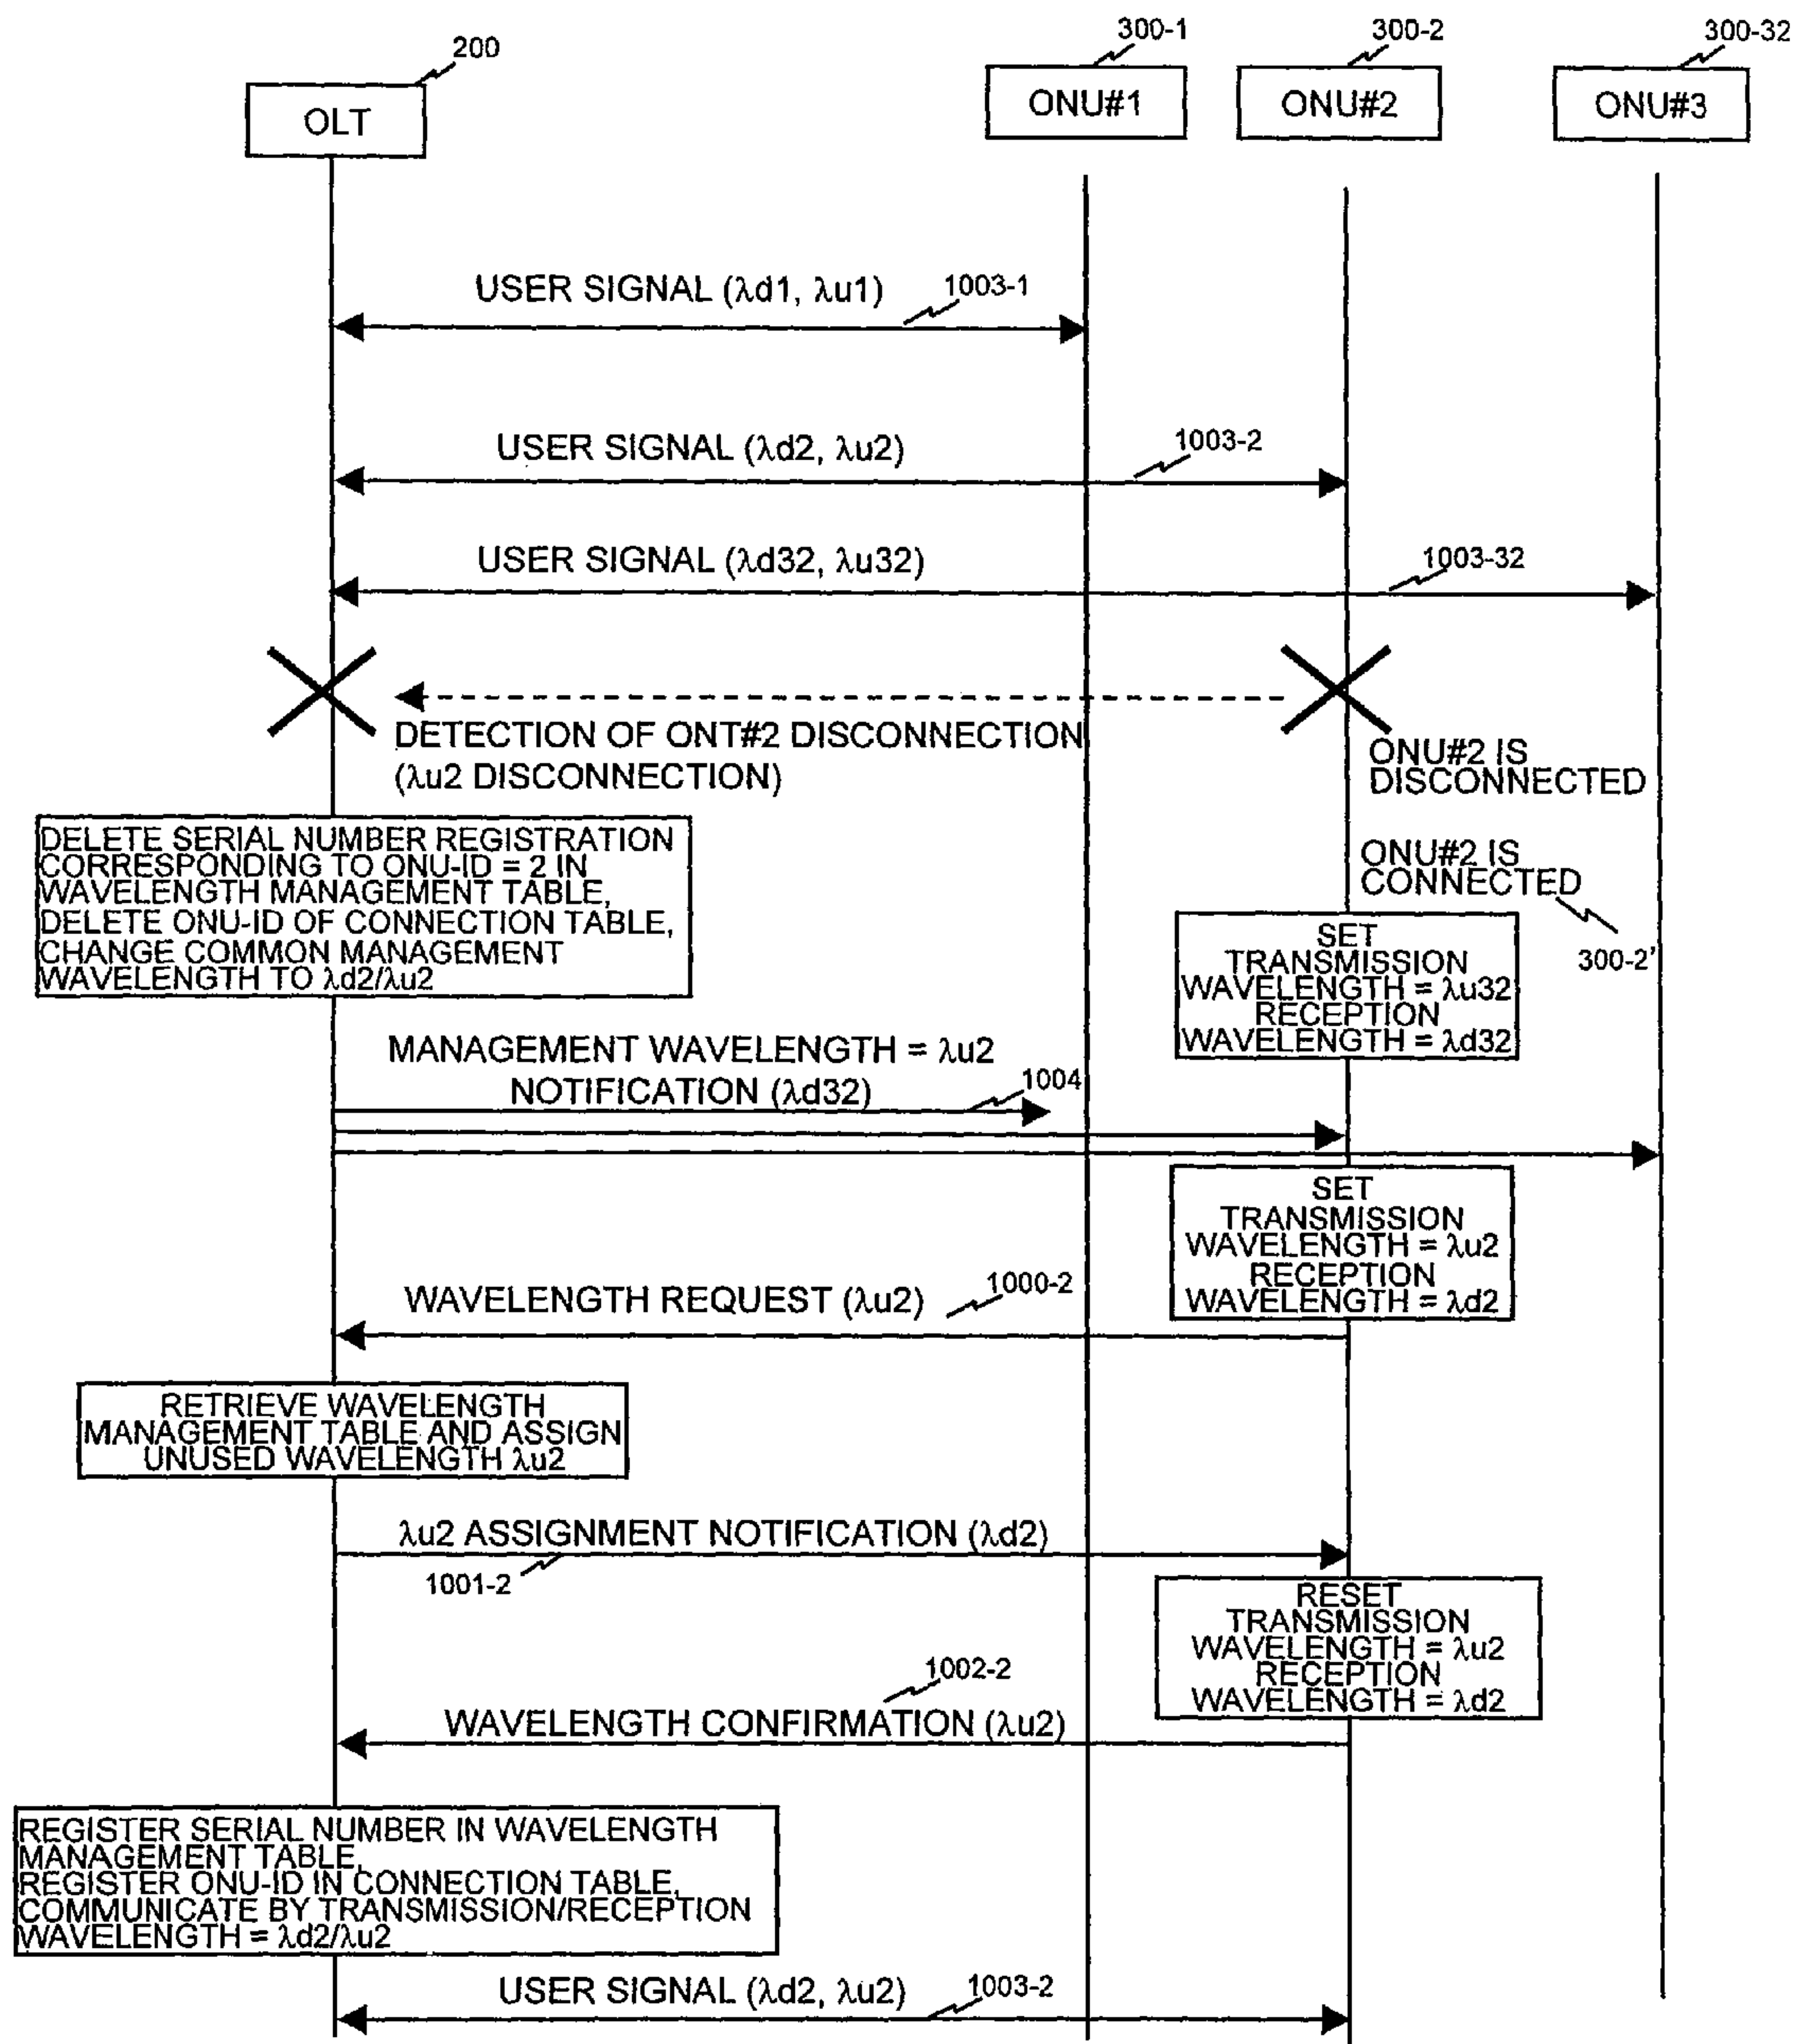 200
300-1
300-2
300-32
OLT
ONU#1
ONU#2
ONU#3
USER SIGNAL (λd1, λu1)
1003-1
USER SIGNAL (λd2, λu2)
1003-2
USER SIGNAL (λd32, λu32)
1003-32
DETECTION OF ONT#2 DISCONNECTION
(λu2 DISCONNECTION)
ONU#2 IS
DISCONNECTED
DELETE SERIAL NUMBER REGISTRATION
CORRESPONDING TO ONU-ID = 2 IN
WAVELENGTH MANAGEMENT TABLE,
DELETE ONU-ID OF CONNECTION TABLE,
CHANGE COMMON MANAGEMENT
WAVELENGTH TO λd2/λu2
ONU#2 IS
CONNECTED
300-2'
SET
TRANSMISSION
WAVELENGTH = λu32
RECEPTION
WAVELENGTH = λd32
MANAGEMENT WAVELENGTH = λu2
NOTIFICATION (λd32)
1004
SET
TRANSMISSION
WAVELENGTH = λu2
RECEPTION
WAVELENGTH = λd2
WAVELENGTH REQUEST (λu2)
1000-2
RETRIEVE WAVELENGTH
MANAGEMENT TABLE AND ASSIGN
UNUSED WAVELENGTH λu2
λu2 ASSIGNMENT NOTIFICATION (λd2)
1001-2
RESET
TRANSMISSION
WAVELENGTH = λu2
RECEPTION
WAVELENGTH = λd2
1002-2
WAVELENGTH CONFIRMATION (λu2)
REGISTER SERIAL NUMBER IN WAVELENGTH
MANAGEMENT TABLE,
REGISTER ONU-ID IN CONNECTION TABLE,
COMMUNICATE BY TRANSMISSION/RECEPTION
WAVELENGTH = λd2/λu2
USER SIGNAL (λd2, λu2)
1003-2